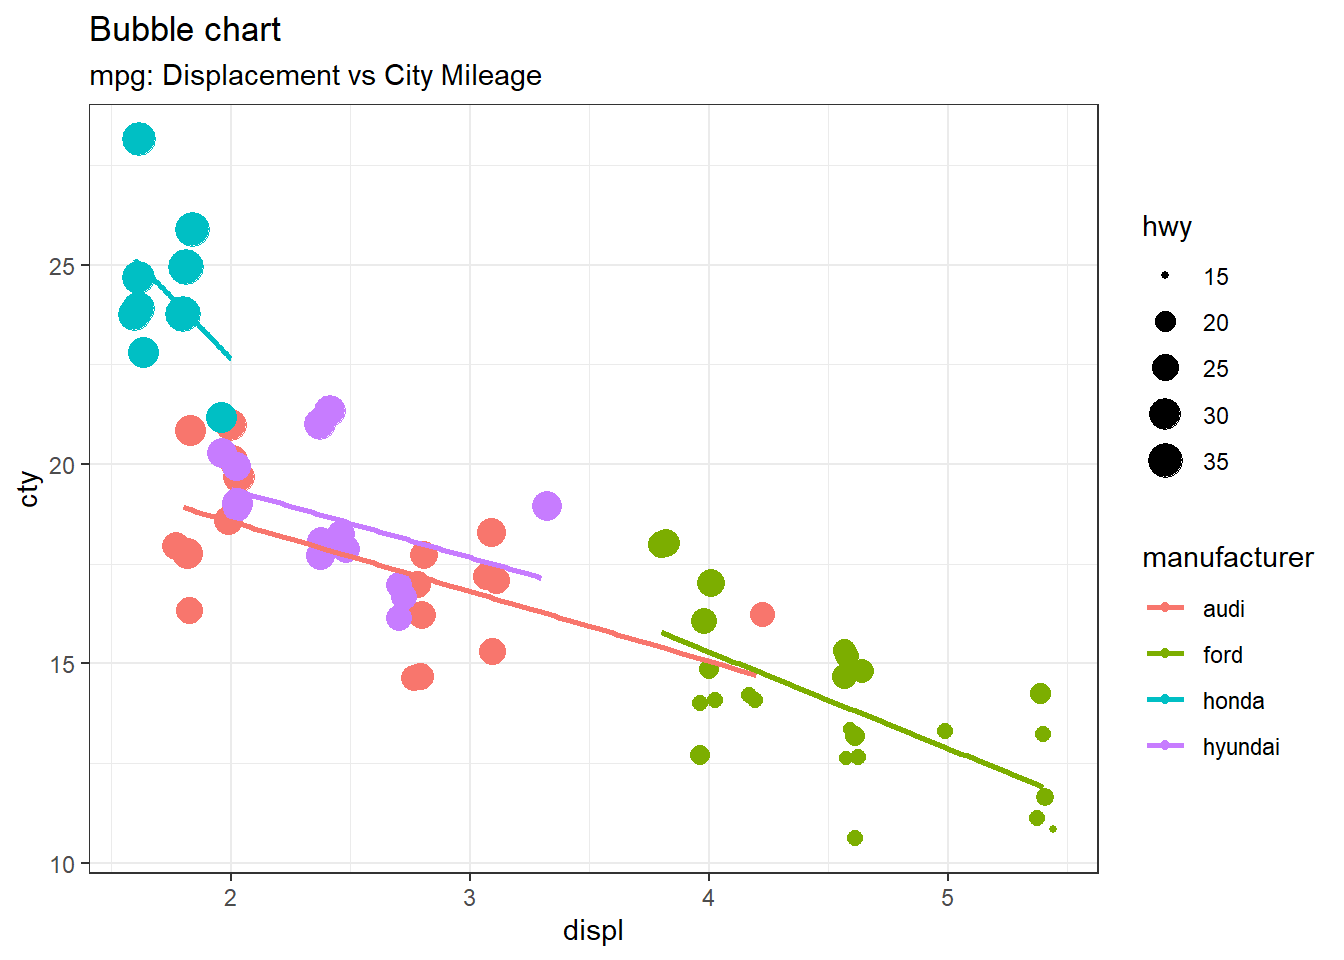 Bubble chart
mpg: Displacement vs City Mileage
25
20
15
10
cty
2 3 4 5
displ
hwy
15
20
25
30
35
manufacturer
audi
ford
honda
hyundai